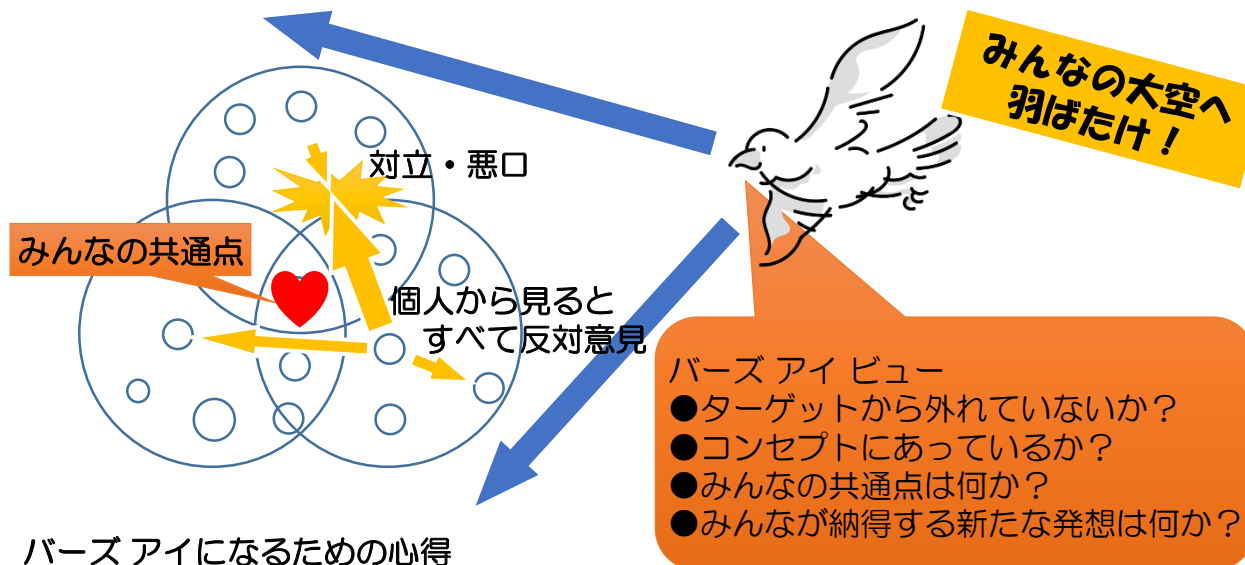 みんなの大空へ
羽ばたけ！
対立・悪口
みんなの共通点
個人から見ると
すべて反対意見
バーズ アイ ビュー
●ターゲットから外れていないか？
●コンセプトにあっているか？
●みんなの共通点は何か？
●みんなが納得する新たな発想は何か？
バーズ アイになるための心得